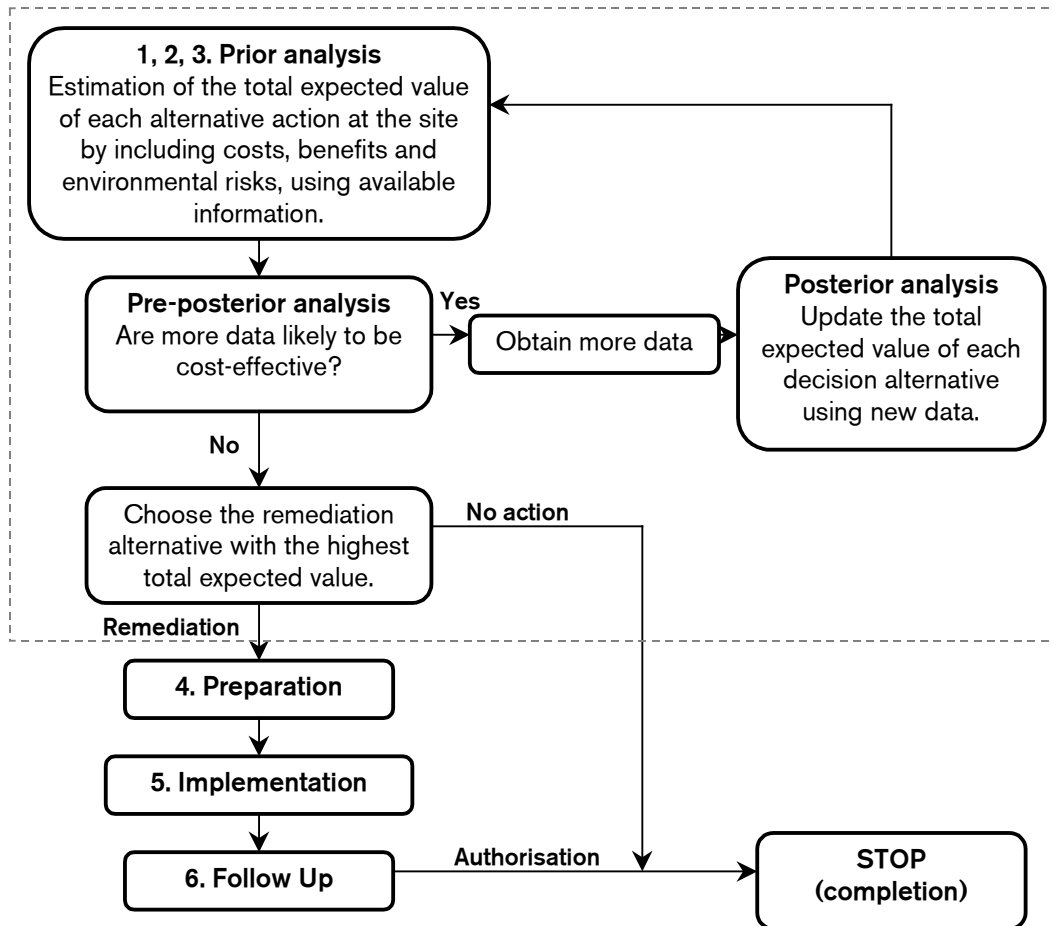 1, 2, 3. Prior analysis
Estimation of the total expected value
of each alternative action at the site
by including costs, benefits and
environmental risks, using available
information.
Pre-posterior analysis
Are more data likely to be
cost-effective?
Yes
Obtain more data
Posterior analysis
Update the total
expected value of each
decision alternative
using new data.
No
Choose the remediation
alternative with the highest
total expected value.
No action
Remediation
4. Preparation
5. Implementation
6. Follow Up
Authorisation
STOP
(completion)